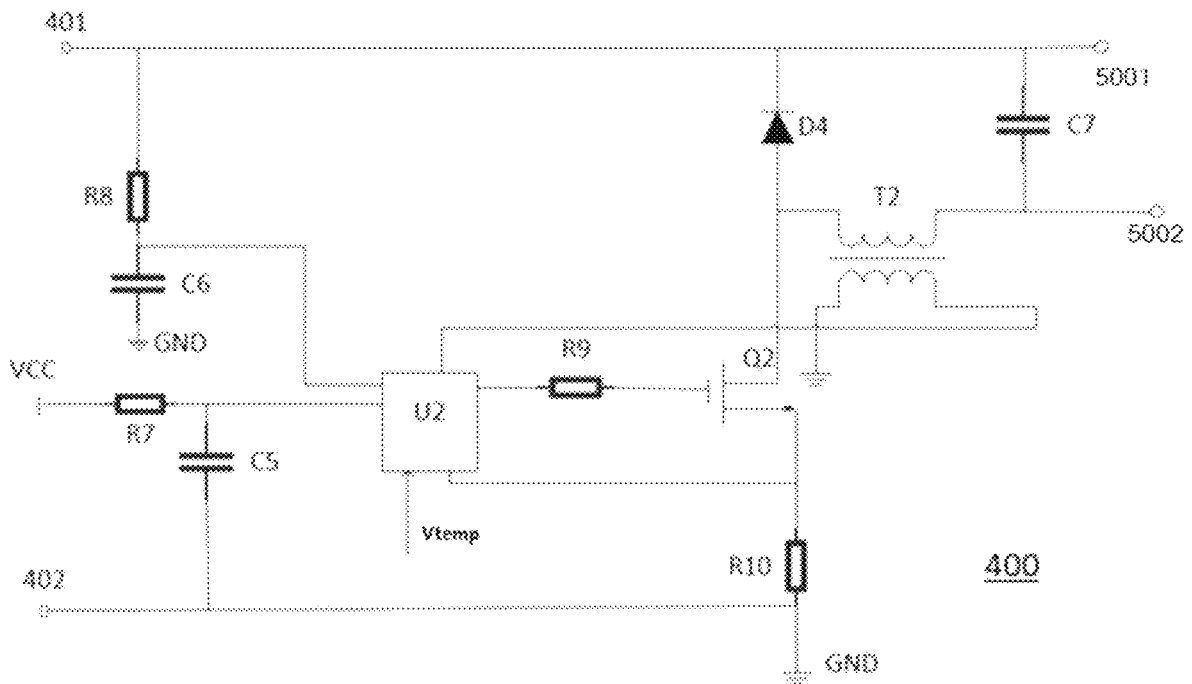 401
5001
D4
C7
R8
T2
5002
C6
GND
R9
Q2
VCC
U2
R7
C5
Vtemp
R10
400
402
GND